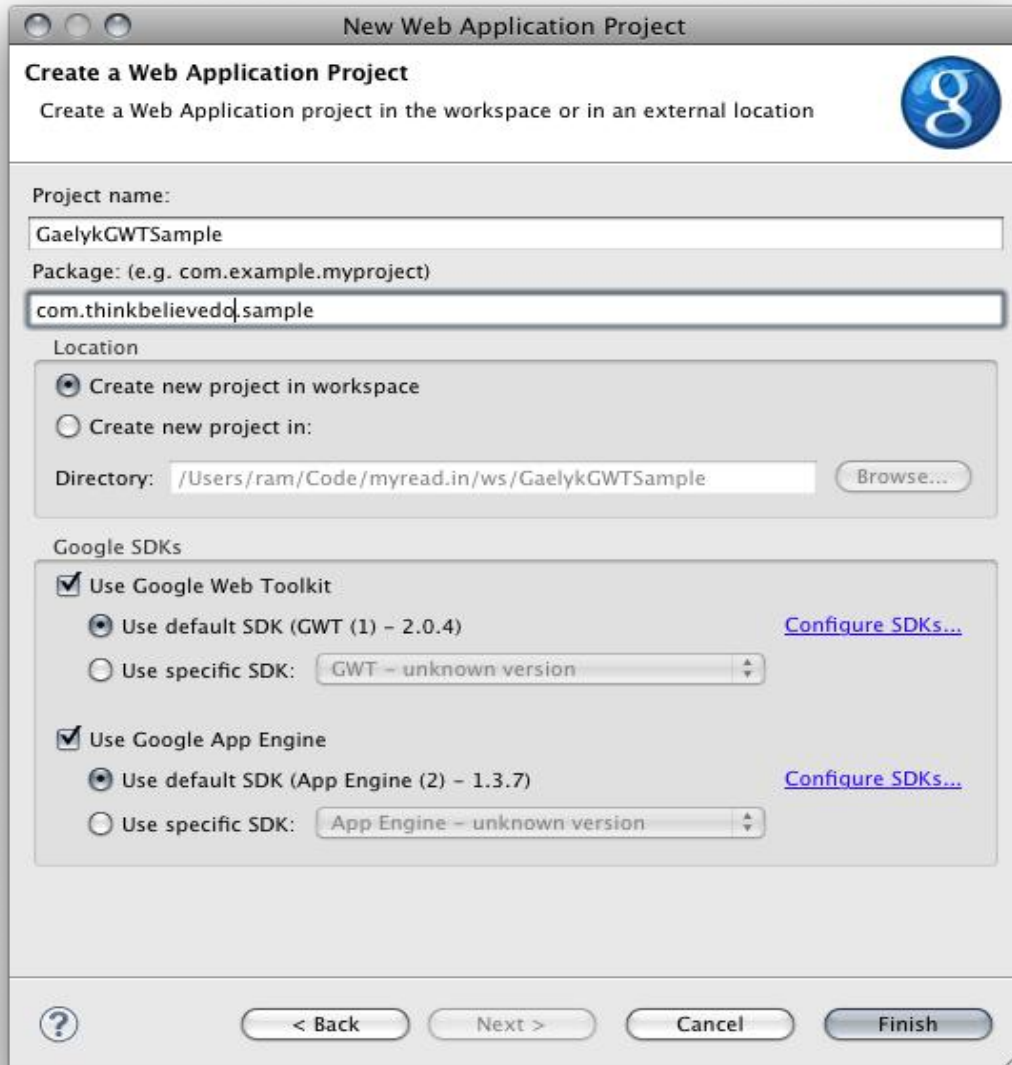 New Web Application Project
Create a Web Application Project
Create a Web Application project in the workspace or in an external location
g
Project name:
GaelykGWTSample
Package: (e.g. com.example.myproject)
com.thinkbelievedo.sample
Location
Create new project in workspace
Create new project in:
Directory: /Users/ram/Code/myread.in/ws/GaelykGWTSample Browse...
Google SDKs
Use Google Web Toolkit
Use default SDK (GWT (1) - 2.0.4) Configure SDKs...
Use specific SDK: GWT - unknown version
Use Google App Engine
Use default SDK (App Engine (2) - 1.3.7) Configure SDKs...
Use specific SDK: App Engine - unknown version
? < Back Next > Cancel Finish